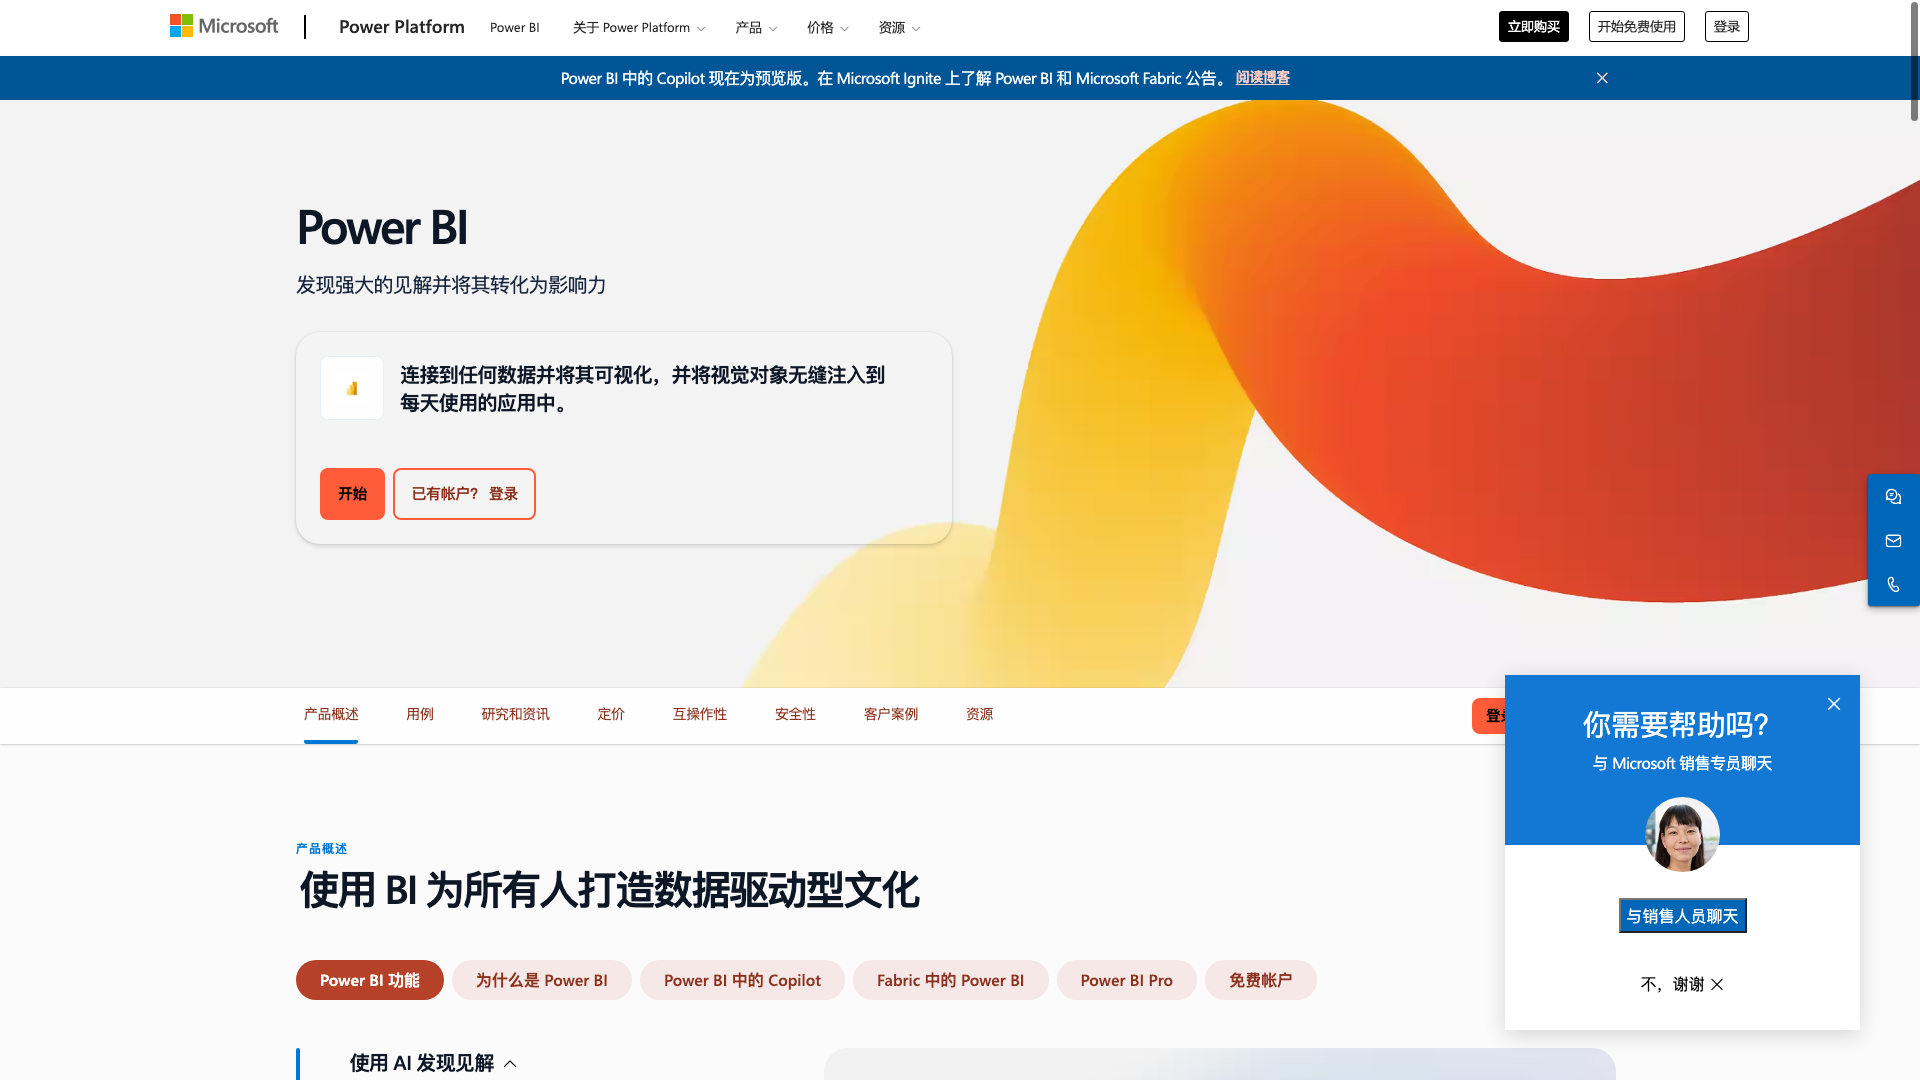 Microsoft
Power Platform
Power BI
关于 Power Platform
产品
价格
资源
立即购买
开始免费使用
登录
Power BI 中的 Copilot 现在为预览版。在 Microsoft Ignite 上了解 Power BI 和 Microsoft Fabric 公告。 阅读博客
Power BI
发现强大的见解并将其转化为影响力
连接到任何数据并将其可视化，并将视觉对象无缝注入到
每天使用的应用中。
开始
已有帐户？ 登录
产品概述
用例
研究和资讯
定价
互操作性
安全性
客户案例
资源
你需要帮助吗?
与 Microsoft 销售专员聊天
与销售人员聊天
不，谢谢
产品概述
使用 BI 为所有人打造数据驱动型文化
Power BI 功能
为什么是 Power BI
Power BI 中的 Copilot
Fabric 中的 Power BI
Power BI Pro
免费帐户
使用 AI 发现见解